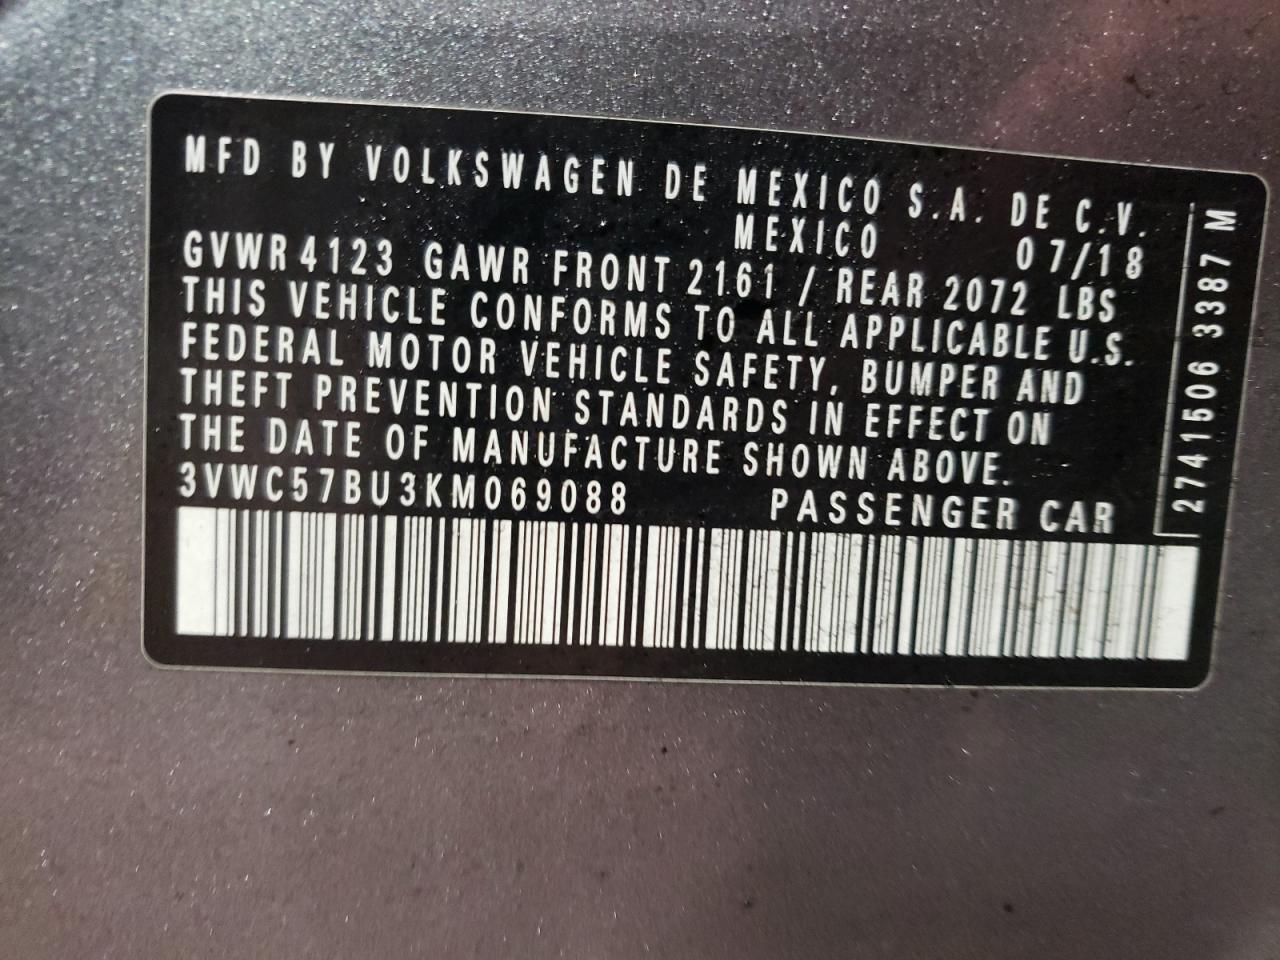 MFD BY VOLKSWAGEN DE MEXICO S.A. DE C.V.
MEXICO 07/18
GVWR 4123 GAWR FRONT 2161 / REAR 2072 LBS
THIS VEHICLE CONFORMS TO ALL APPLICABLE U.S.
FEDERAL MOTOR VEHICLE SAFETY, BUMPER AND
THEFT PREVENTION STANDARDS IN EFFECT ON
THE DATE OF MANUFACTURE SHOWN ABOVE.
3VWC57BU3KM069088 PASSENGER CAR
2741506 3387 M